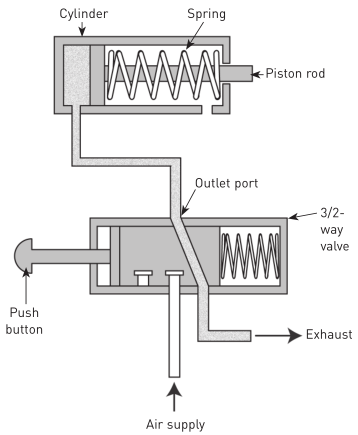 Cylinder
Spring
Piston rod
Outlet port
3/2-
way
valve
Push
button
Exhaust
Air supply